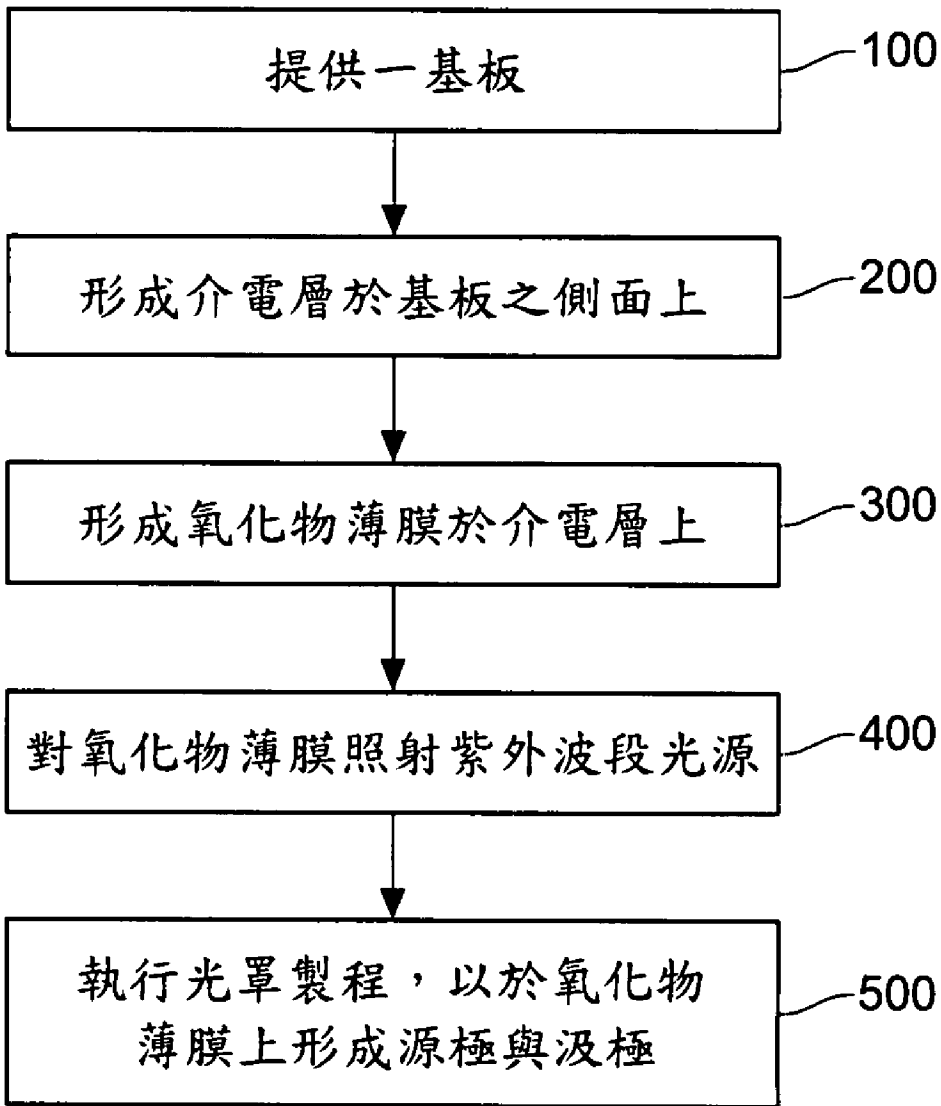 提供一基板
100
形成介電層於基板之側面上
200
形成氧化物薄膜於介電層上
300
對氧化物薄膜照射紫外波段光源
400
執行光罩製程，以於氧化物
薄膜上形成源極與汲極
500